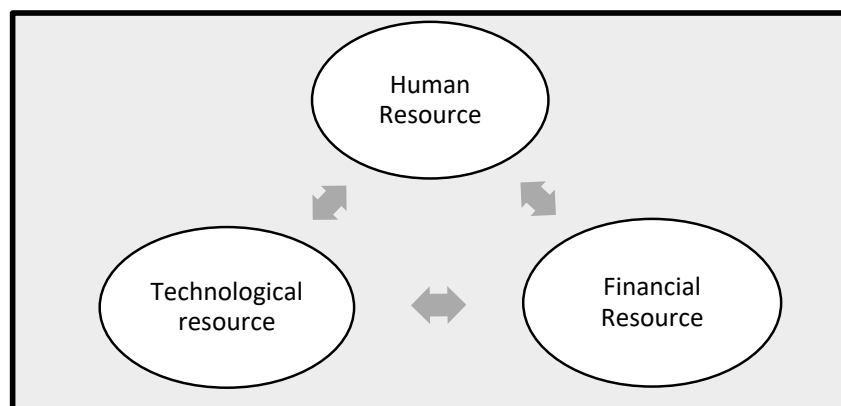 Human
Resource
Technological
resource
Financial
Resource